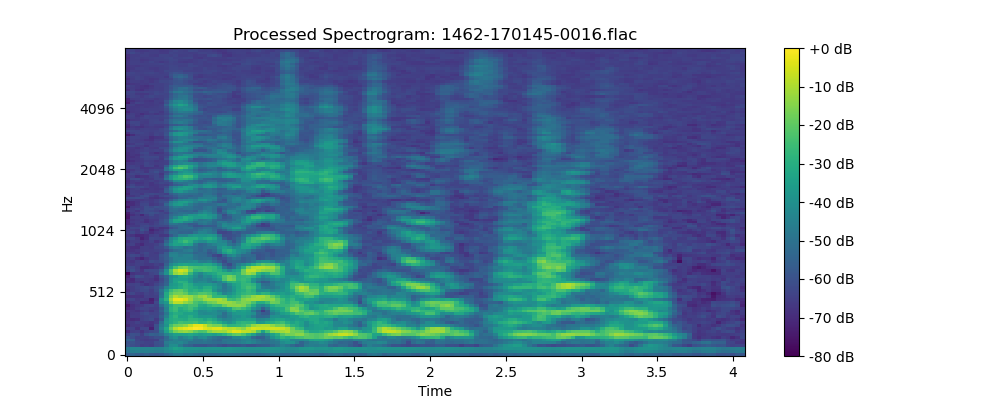 Processed Spectrogram: 1462-170145-0016.flac
+0 dB
-10 dB
-20 dB
-30 dB
-40 dB
-50 dB
-60 dB
-70 dB
-80 dB
4096
2048
1024
512
0
Hz
0 0.5 1 1.5 2 2.5 3 3.5 4
Time